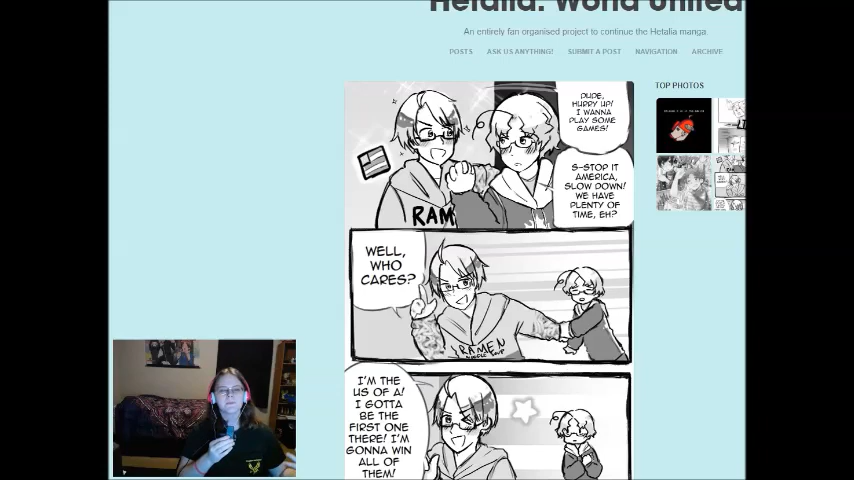 Hetalia: World United
An entirely fan organised project to continue the Hetalia manga.
POSTS ASK US ANYTHING! SUBMIT A POST NAVIGATION ARCHIVE
TOP PHOTOS
DUDE,
HURRY UP!
I WANNA
PLAY SOME
GAMES!
S-STOP IT
AMERICA,
SLOW DOWN!
WE HAVE
PLENTY OF
TIME, EH?
RAM
WELL,
WHO
CARES?
RAMEN
I'M THE
US OF A!
I GOTTA
BE THE
FIRST ONE
THERE! I'M
GONNA WIN
ALL OF
THEM!